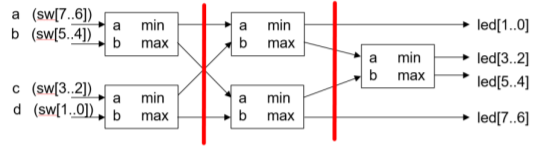 a (sw[7..6])
b (sw[5..4])
c (sw[3..2])
d (sw[1..0])
a min
b max
a min
b max
a min
b max
a min
b max
a min
b max
led[1..0]
led[3..2]
led[5..4]
led[7..6]